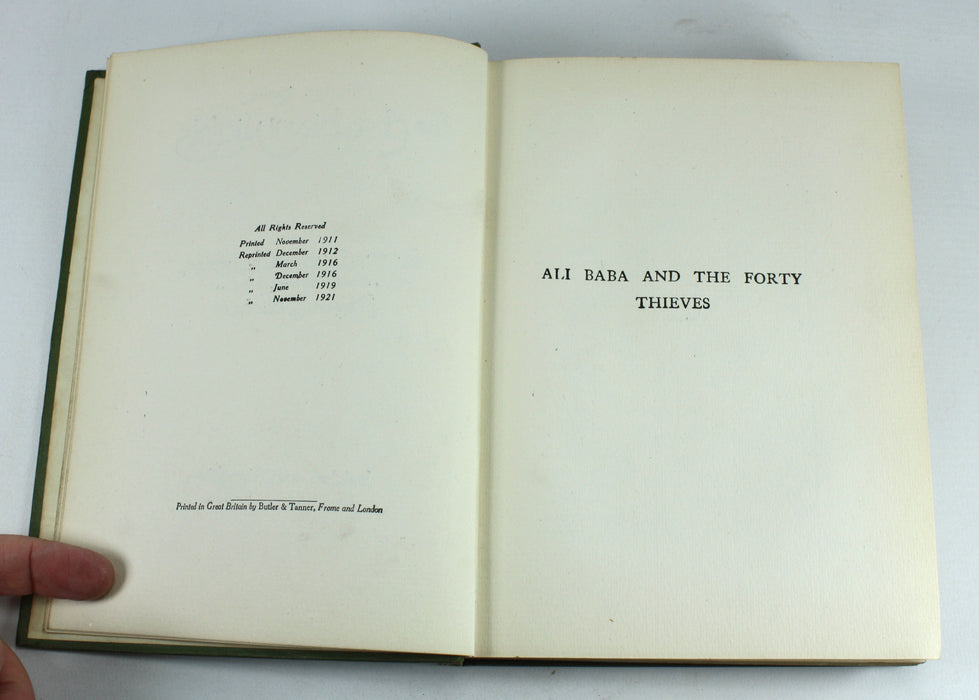 All Rights Reserved
Printed November 1911
Reprinted December 1912
„ March 1916
„ December 1916
„ June 1919
„ November 1921
Printed in Great Britain by Butler & Tanner, Frome and London
ALI BABA AND THE FORTY
THIEVES